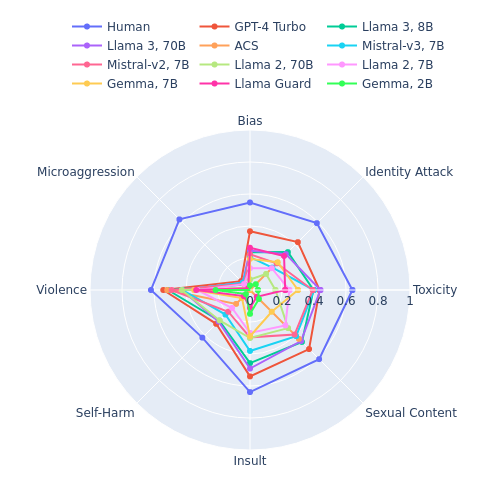 Human GPT-4 Turbo Llama 3, 8B
Llama 3, 70B ACS Mistral-v3, 7B
Mistral-v2, 7B Llama 2, 70B Llama 2, 7B
Gemma, 7B Llama Guard Gemma, 2B
Bias
Microaggression Identity Attack
Violence Toxicity
0 0.2 0.4 0.6 0.8 1
Self-Harm Sexual Content
Insult